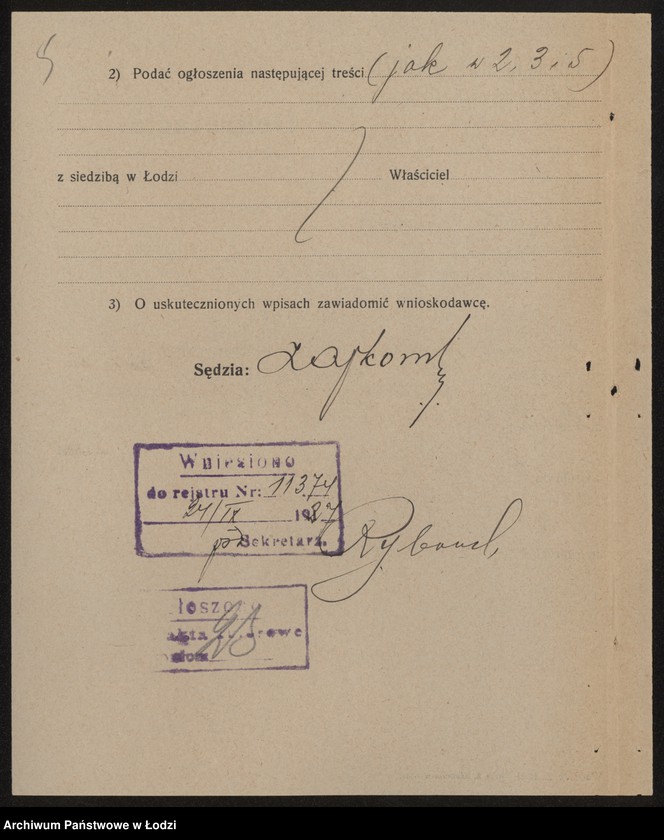 2) Podać ogłoszenia następującej treści (jak w 2, 3 i 5)
z siedzibą w Łodzi Właściciel
3) O uskutecznionych wpisach zawiadomić wnioskodawcę.
Sędzia:
Wniesiono
do rejstru Nr: 11374
24/IX 1927
Sekretarz.
Archiwum Państwowe w Łodzi